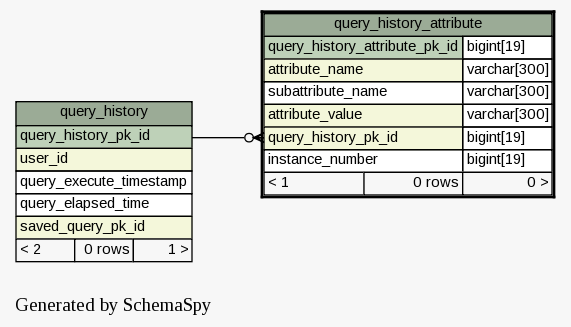 query_history_attribute
query_history_attribute_pk_id bigint[19]
attribute_name varchar[300]
subattribute_name varchar[300]
attribute_value varchar[300]
query_history_pk_id bigint[19]
instance_number bigint[19]
< 1 0 rows 0 >
query_history
query_history_pk_id
user_id
query_execute_timestamp
query_elapsed_time
saved_query_pk_id
< 2 0 rows 1 >
Generated by SchemaSpy